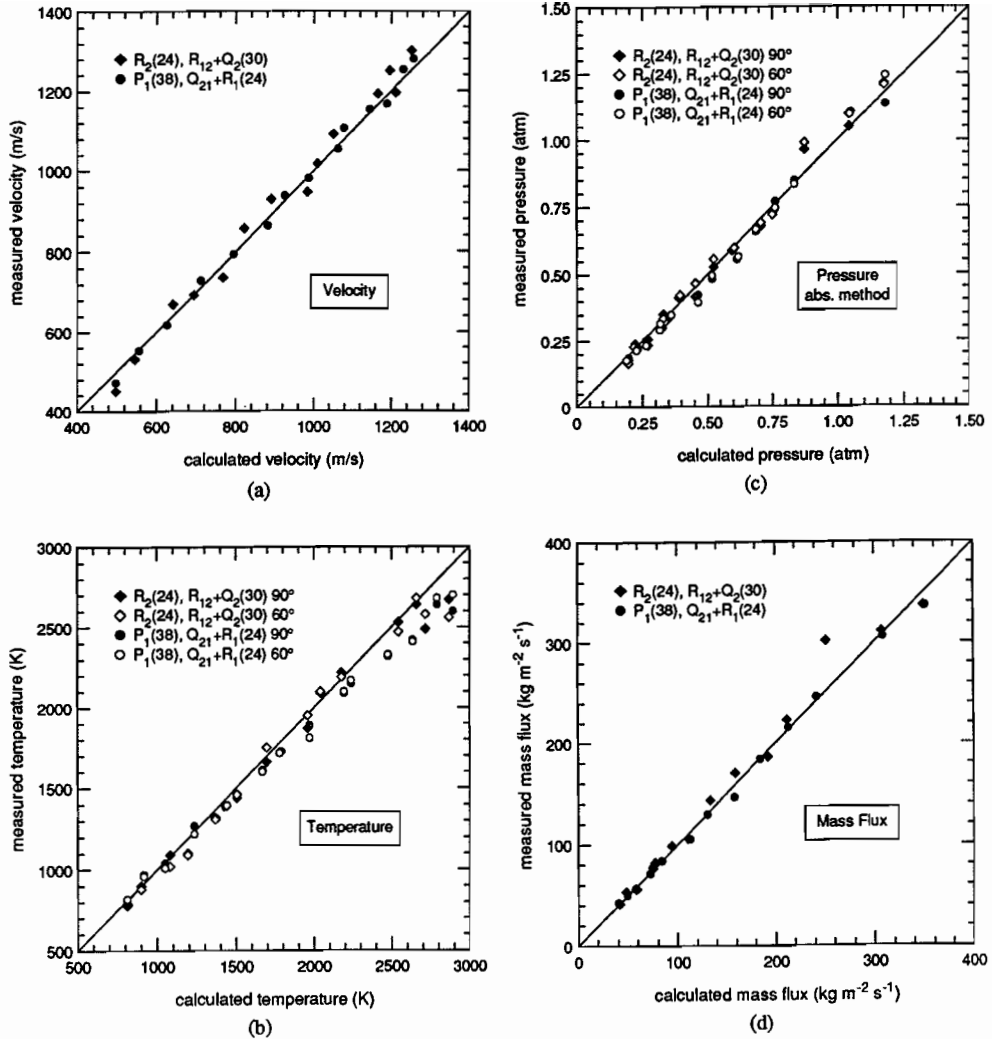 1400
1200
1000
800
600
400
measured velocity (m/s)
R2(24), R12+Q2(30)
P1(38), Q21+R1(24)
Velocity
400 600 800 1000 1200 1400
calculated velocity (m/s)
(a)
1.50
1.25
1.00
0.75
0.50
0.25
0
measured pressure (atm)
R2(24), R12+Q2(30) 90°
R2(24), R12+Q2(30) 60°
P1(38), Q21+R1(24) 90°
P1(38), Q21+R1(24) 60°
Pressure
abs. method
0 0.25 0.50 0.75 1.00 1.25 1.50
calculated pressure (atm)
(c)
3000
2500
2000
1500
1000
500
measured temperature (K)
R2(24), R12+Q2(30) 90°
R2(24), R12+Q2(30) 60°
P1(38), Q21+R1(24) 90°
P1(38), Q21+R1(24) 60°
Temperature
500 1000 1500 2000 2500 3000
calculated temperature (K)
(b)
400
300
200
100
0
measured mass flux (kg m-2 s-1)
R2(24), R12+Q2(30)
P1(38), Q21+R1(24)
Mass Flux
0 100 200 300 400
calculated mass flux (kg m-2 s-1)
(d)